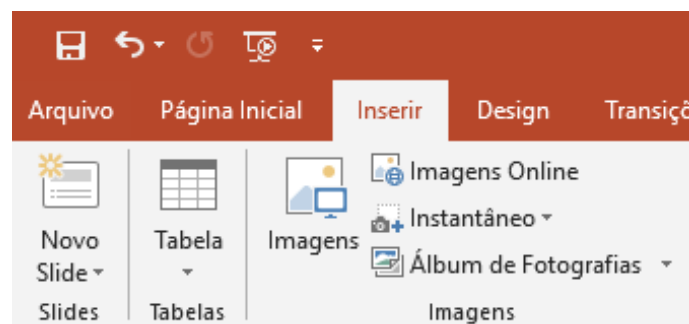 Arquivo Página Inicial Inserir Design Transiçõ
Imagens Online
Instantâneo
Álbum de Fotografias
Novo
Slide
Tabela
Imagens
Slides Tabelas Imagens